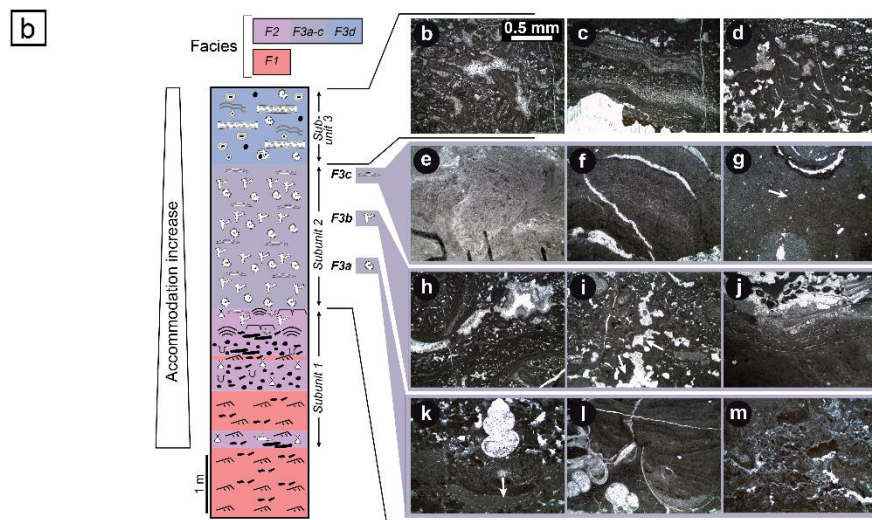 b
Facies
F2 F3a-c F3d
F1
Accommodation increase
1 m
Sub-
unit 3
Subunit 2
Subunit 1
F3c
F3b
F3a
b
0.5 mm
c
d
e
f
g
h
i
j
k
l
m